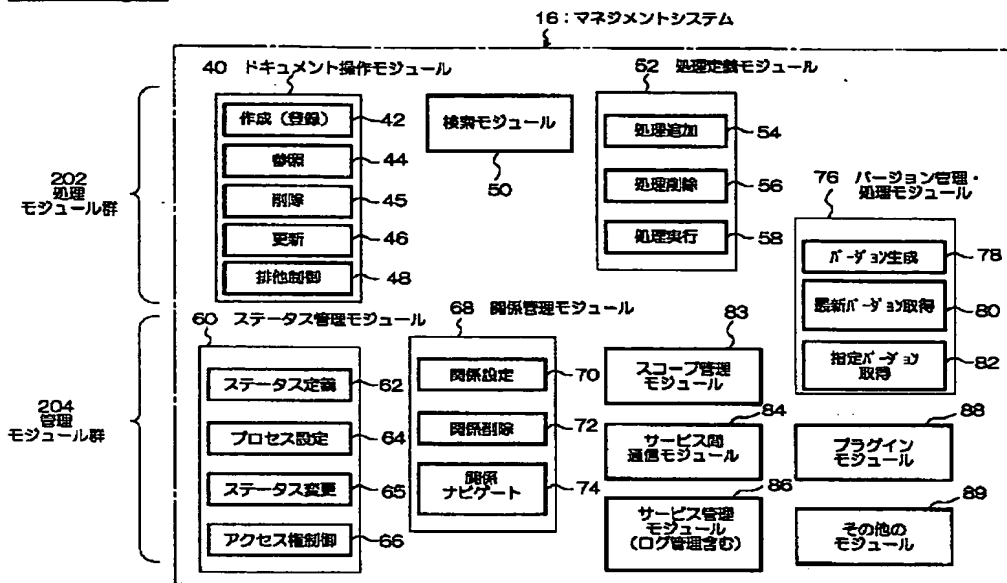 16：マネジメントシステム
40 ドキュメント操作モジュール
作成（登録） 42
参照 44
削除 45
更新 46
排他制御 48
検索モジュール
50
52 処理定義モジュール
処理追加 54
処理削除 56
処理実行 58
76 バージョン管理・
処理モジュール
バージョン生成 78
最新バージョン取得 80
指定バージョン
取得 82
202
処理
モジュール群
204
管理
モジュール群
60 ステータス管理モジュール
ステータス定義 62
プロセス設定 64
ステータス変更 65
アクセス権制御 66
68 関係管理モジュール
関係設定 70
関係削除 72
関係
ナビゲート 74
83
スコープ管理
モジュール
84
サービス間
通信モジュール
86
サービス管理
モジュール
（ログ管理含む）
88
プラグイン
モジュール
89
その他の
モジュール